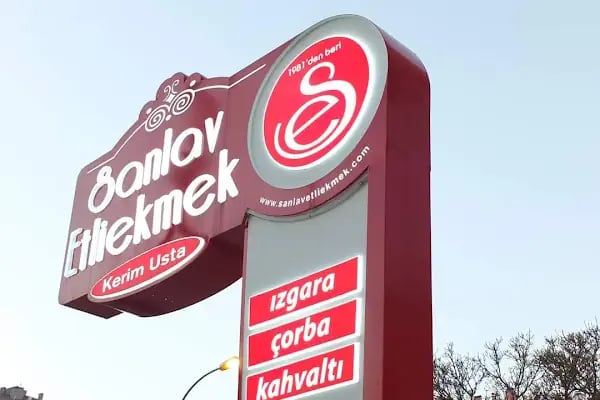 Sanlav
Etliekmek
Kerim Usta
1981'den beri
www.sanlavetliekmek.com
ızgara
çorba
kahvaltı